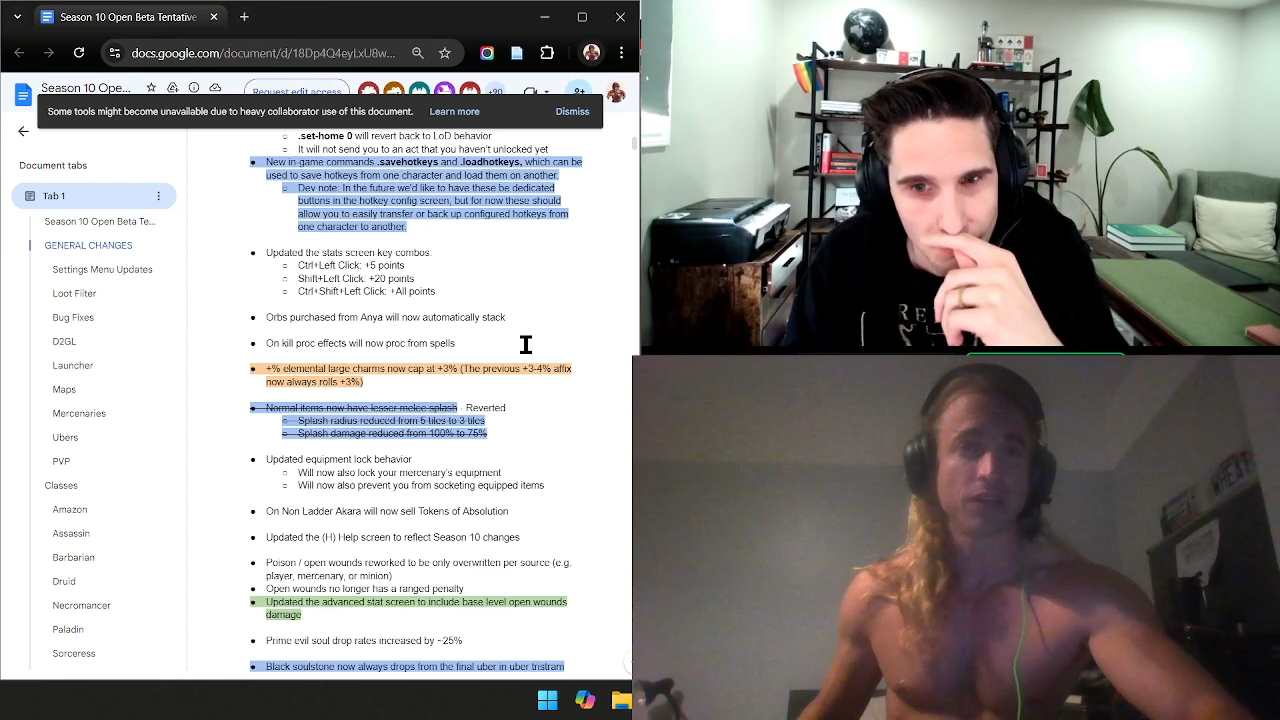 Season 10 Open Beta Tentative
docs.google.com/document/d/18Dp4Q4eyLxU8w...
Season 10 Ope...
Request edit access
+90
Some tools might become unavailable due to heavy collaborator use of this document.
Learn more
Dismiss
Document tabs
Tab 1
Season 10 Open Beta Te...
GENERAL CHANGES
Settings Menu Updates
Loot Filter
Bug Fixes
D2GL
Launcher
Maps
Mercenaries
Ubers
PVP
Classes
Amazon
Assassin
Barbarian
Druid
Necromancer
Paladin
Sorceress
.set-home 0 will revert back to LoD behavior
It will not send you to an act that you haven't unlocked yet
New in-game commands .savehotkeys and .loadhotkeys, which can be
used to save hotkeys from one character and load them on another.
Dev note: In the future we'd like to have these be dedicated
buttons in the hotkey config screen, but for now these should
allow you to easily transfer or back up configured hotkeys from
one character to another.
Updated the stats screen key combos:
Ctrl+Left Click: +5 points
Shift+Left Click: +20 points
Ctrl+Shift+Left Click: +All points
Orbs purchased from Anya will now automatically stack
On kill proc effects will now proc from spells
+% elemental large charms now cap at +3% (The previous +3-4% affix
now always rolls +3%)
Normal items now have lesser melee splash - Reverted
Splash radius reduced from 5 tiles to 3 tiles
Splash damage reduced from 100% to 75%
Updated equipment lock behavior
Will now also lock your mercenary's equipment
Will now also prevent you from socketing equipped items
On Non Ladder Akara will now sell Tokens of Absolution
Updated the (H) Help screen to reflect Season 10 changes
Poison / open wounds reworked to be only overwritten per source (e.g.
player, mercenary, or minion)
Open wounds no longer has a ranged penalty
Updated the advanced stat screen to include base level open wounds
damage
Prime evil soul drop rates increased by ~25%
Black soulstone now always drops from the final uber in uber tristram